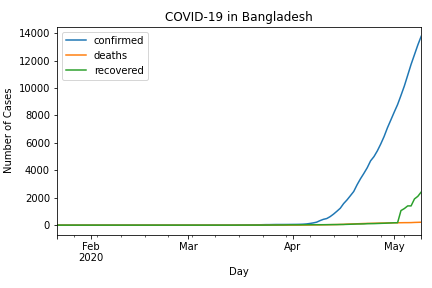 COVID-19 in Bangladesh
confirmed
deaths
recovered
Number of Cases
14000
12000
10000
8000
6000
4000
2000
0
Feb
2020
Mar
Apr
May
Day